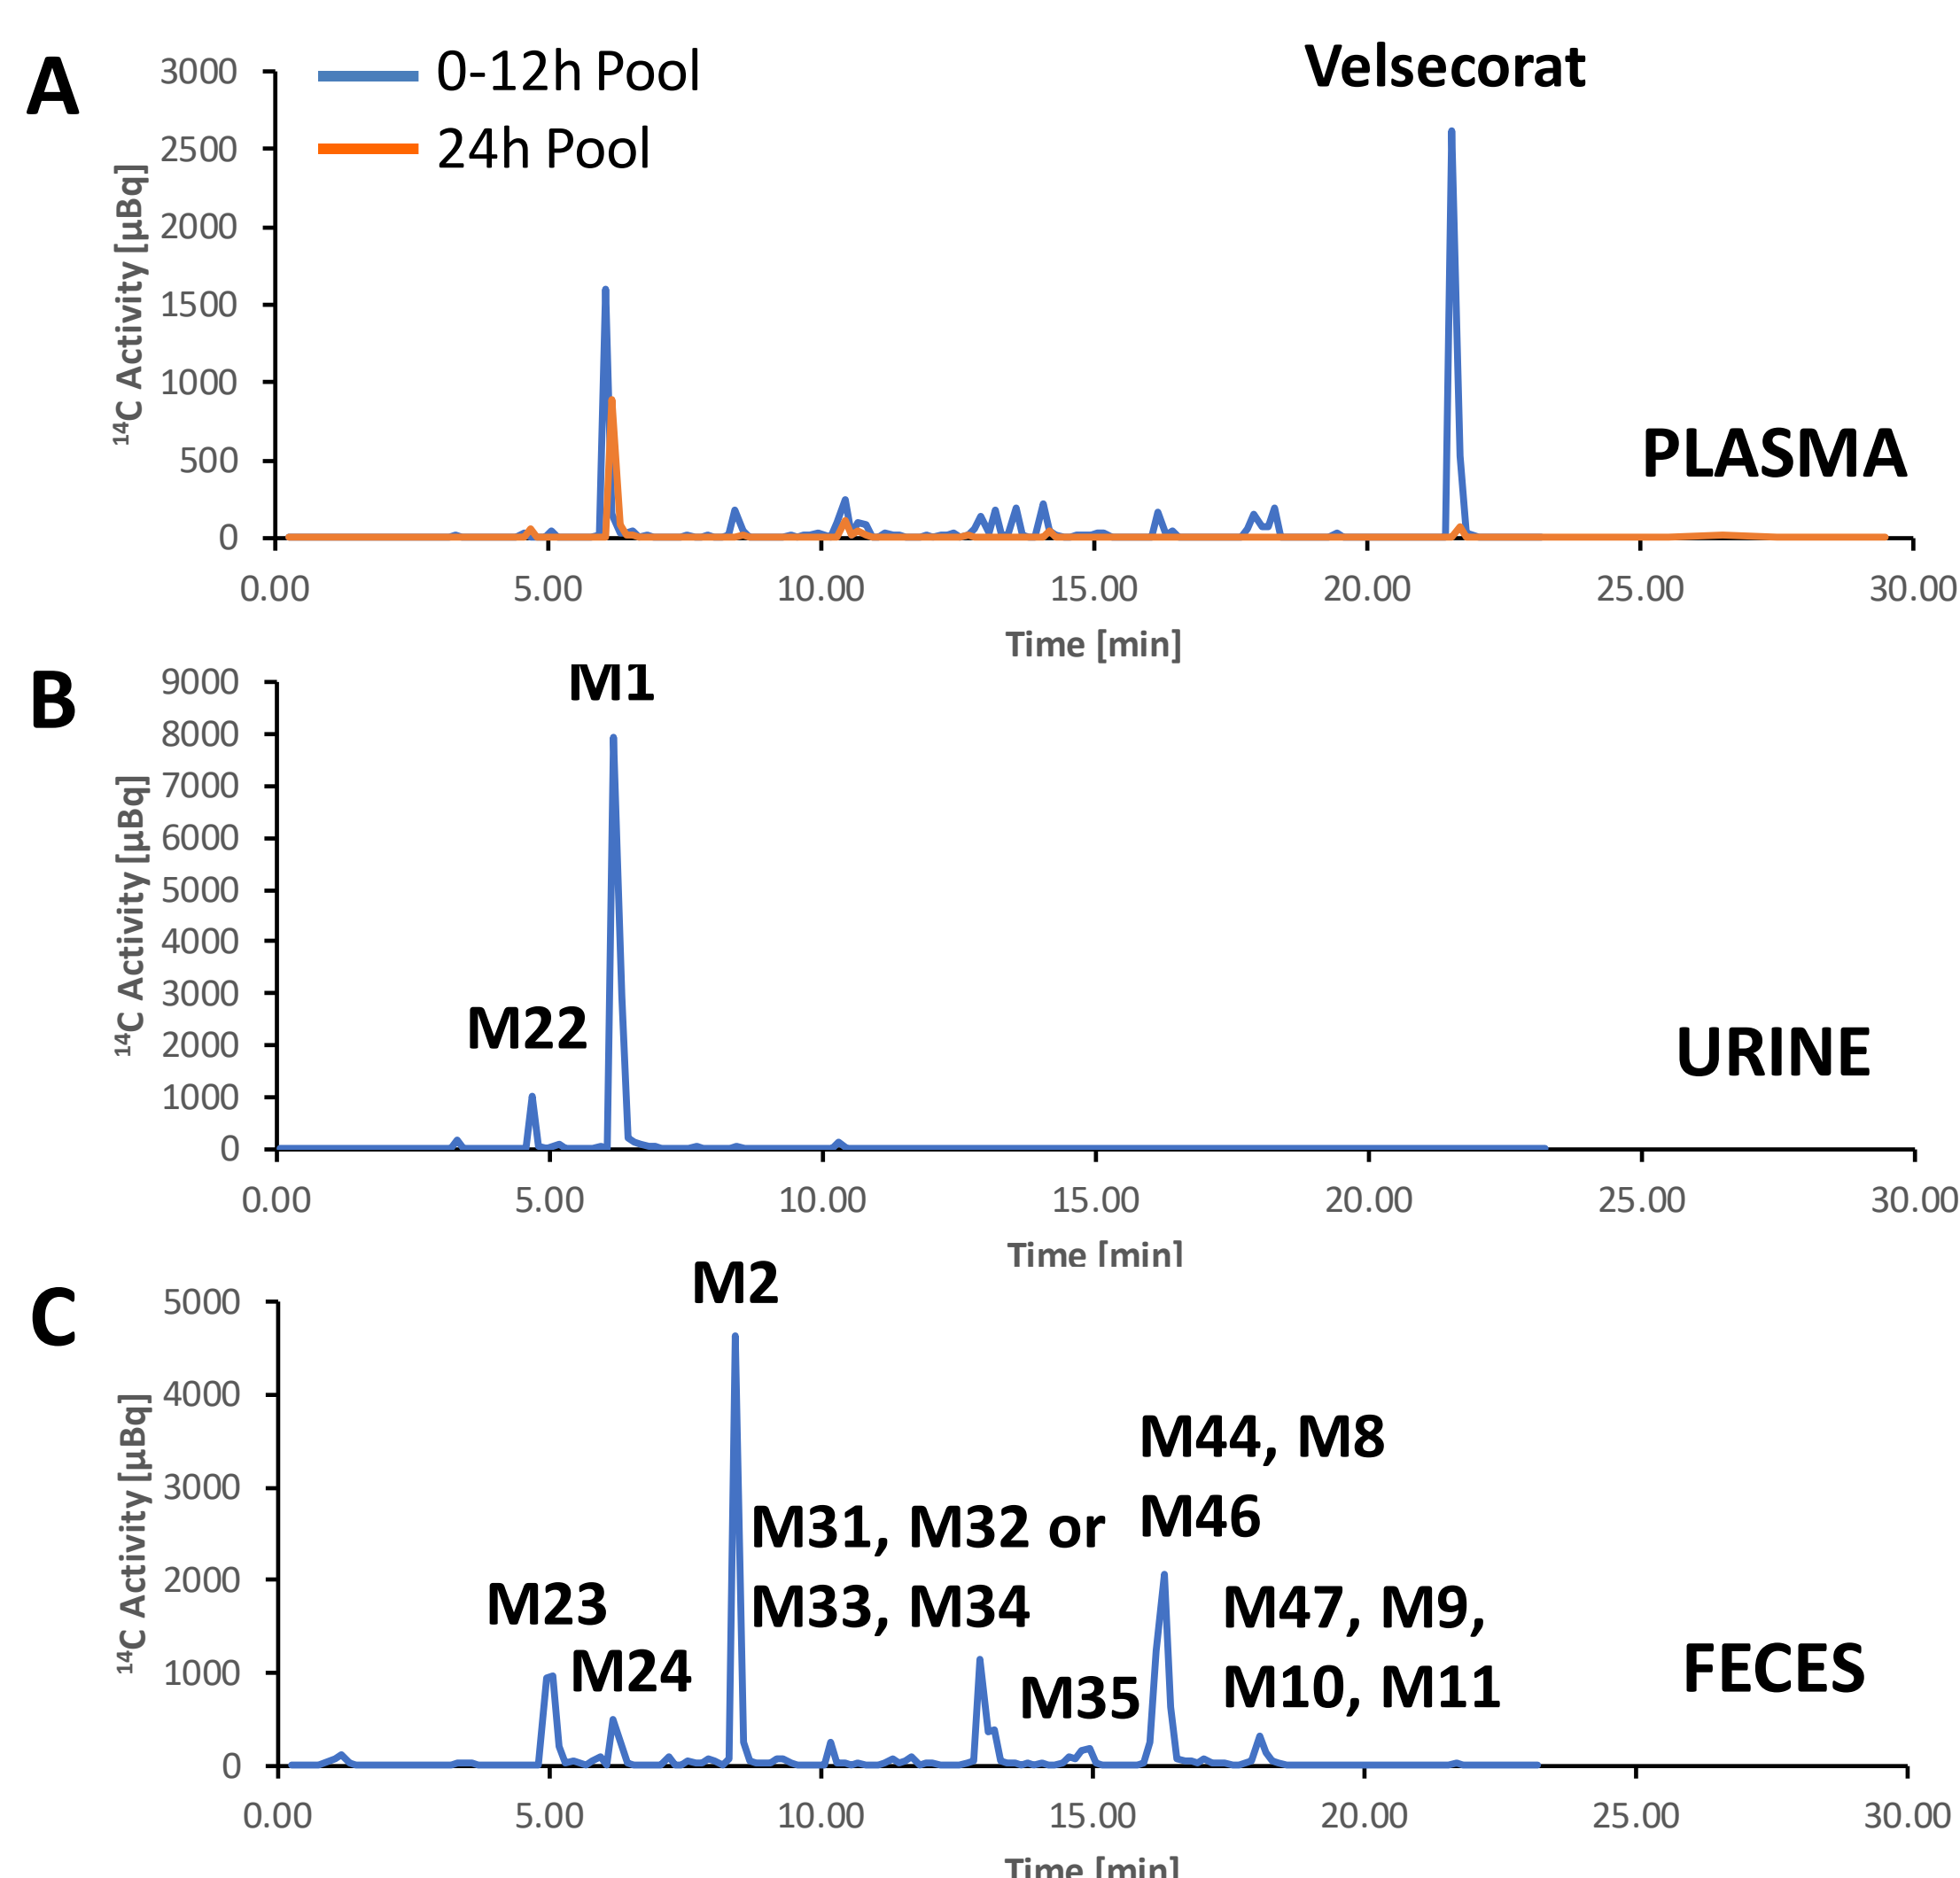 A
0-12h Pool
24h Pool
Velsecorat
PLASMA
¹⁴C Activity [µBq]
3000
2500
2000
1500
1000
500
0
0.00 5.00 10.00 15.00 20.00 25.00 30.00
Time [min]
B
M1
M22
URINE
¹⁴C Activity [µBq]
9000
8000
7000
6000
5000
4000
3000
2000
1000
0
0.00 5.00 10.00 15.00 20.00 25.00 30.00
Time [min]
C
M2
M44, M8
M46
M31, M32 or
M33, M34
M23
M24
M35
M47, M9,
M10, M11
FECES
¹⁴C Activity [µBq]
5000
4000
3000
2000
1000
0
0.00 5.00 10.00 15.00 20.00 25.00 30.00
Time [min]